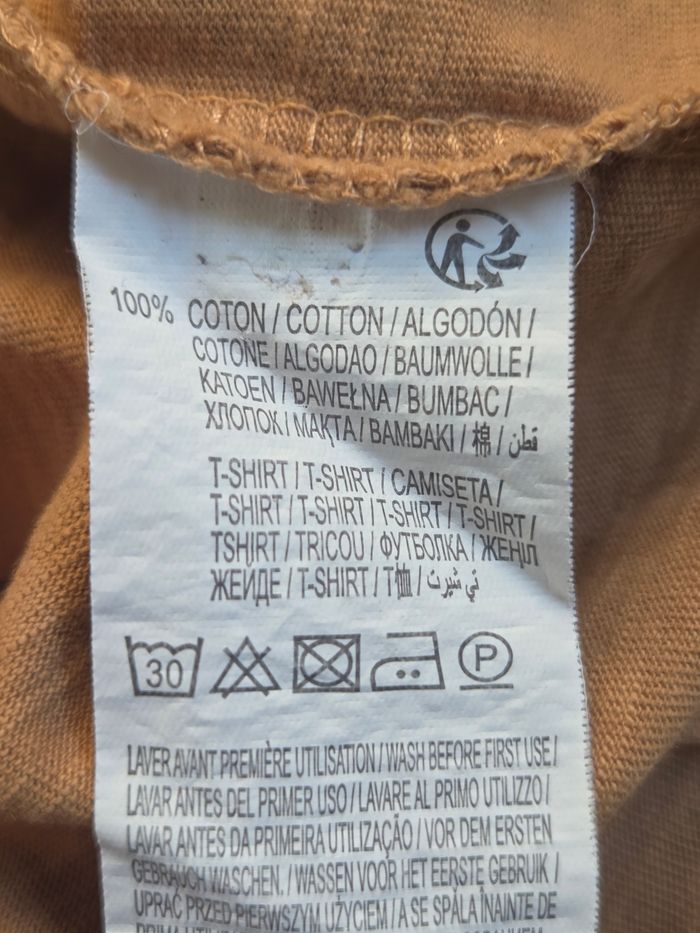 100% COTON / COTTON / ALGODÓN /
COTONE / ALGODAO / BAUMWOLLE /
KATOEN / BAWEŁNA / BUMBAC /
ХЛОПОК / МАҚТА / BAMBAKI / 棉 / قطن
T-SHIRT / T-SHIRT / CAMISETA /
T-SHIRT / T-SHIRT / T-SHIRT / T-SHIRT /
TSHIRT / TRICOU / ФУТБОЛКА / ЖЕҢІЛ
ЖЕЙДЕ / T-SHIRT / T恤 / تي شيرت
30 P
LAVER AVANT PREMIÈRE UTILISATION / WASH BEFORE FIRST USE /
LAVAR ANTES DEL PRIMER USO / LAVARE AL PRIMO UTILIZZO /
LAVAR ANTES DA PRIMEIRA UTILIZAÇÃO / VOR DEM ERSTEN
GEBRAUCH WASCHEN. / WASSEN VOOR HET EERSTE GEBRUIK /
UPRAĆ PRZED PIERWSZYM UŻYCIEM / A SE SPĂLA ÎNAINTE DE